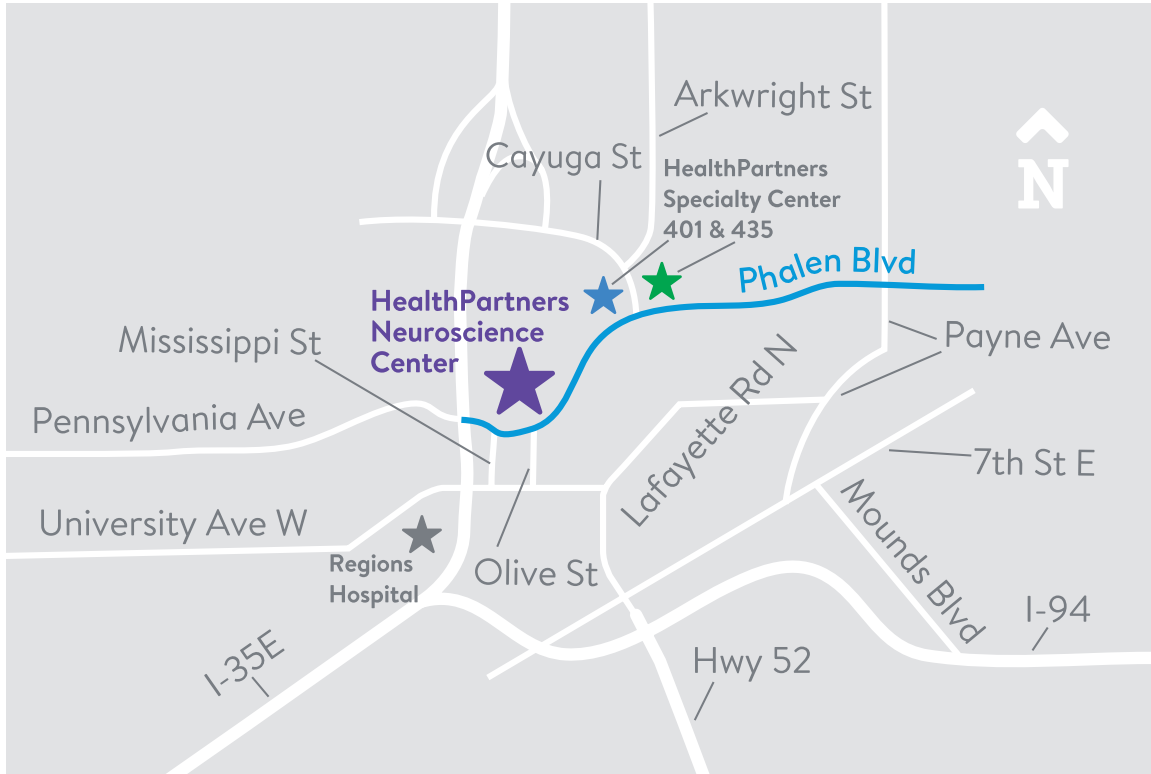 Arkwright St
Cayuga St
HealthPartners
Specialty Center
401 & 435
N
Phalen Blvd
HealthPartners
Neuroscience
Center
Mississippi St
Payne Ave
Lafayette Rd N
Pennsylvania Ave
7th St E
University Ave W
Mounds Blvd
Regions
Hospital
Olive St
I-94
I-35E
Hwy 52